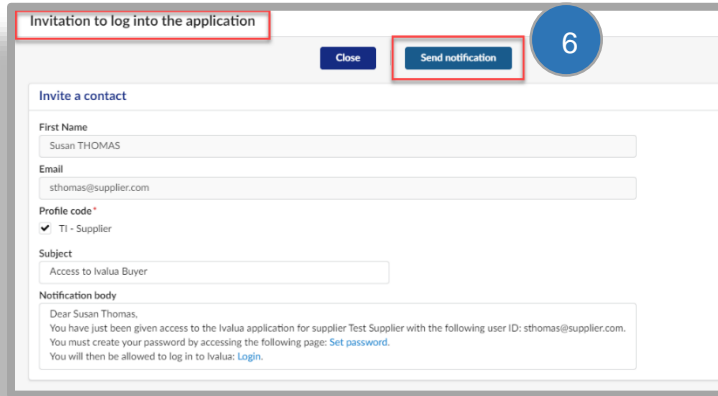 Invitation to log into the application
6
Close
Send notification
Invite a contact
First Name
Susan THOMAS
Email
sthomas@supplier.com
Profile code*
TI - Supplier
Subject
Access to Ivalua Buyer
Notification body
Dear Susan Thomas,
You have just been given access to the Ivalua application for supplier Test Supplier with the following user ID: sthomas@supplier.com.
You must create your password by accessing the following page: Set password.
You will then be allowed to log in to Ivalua: Login.